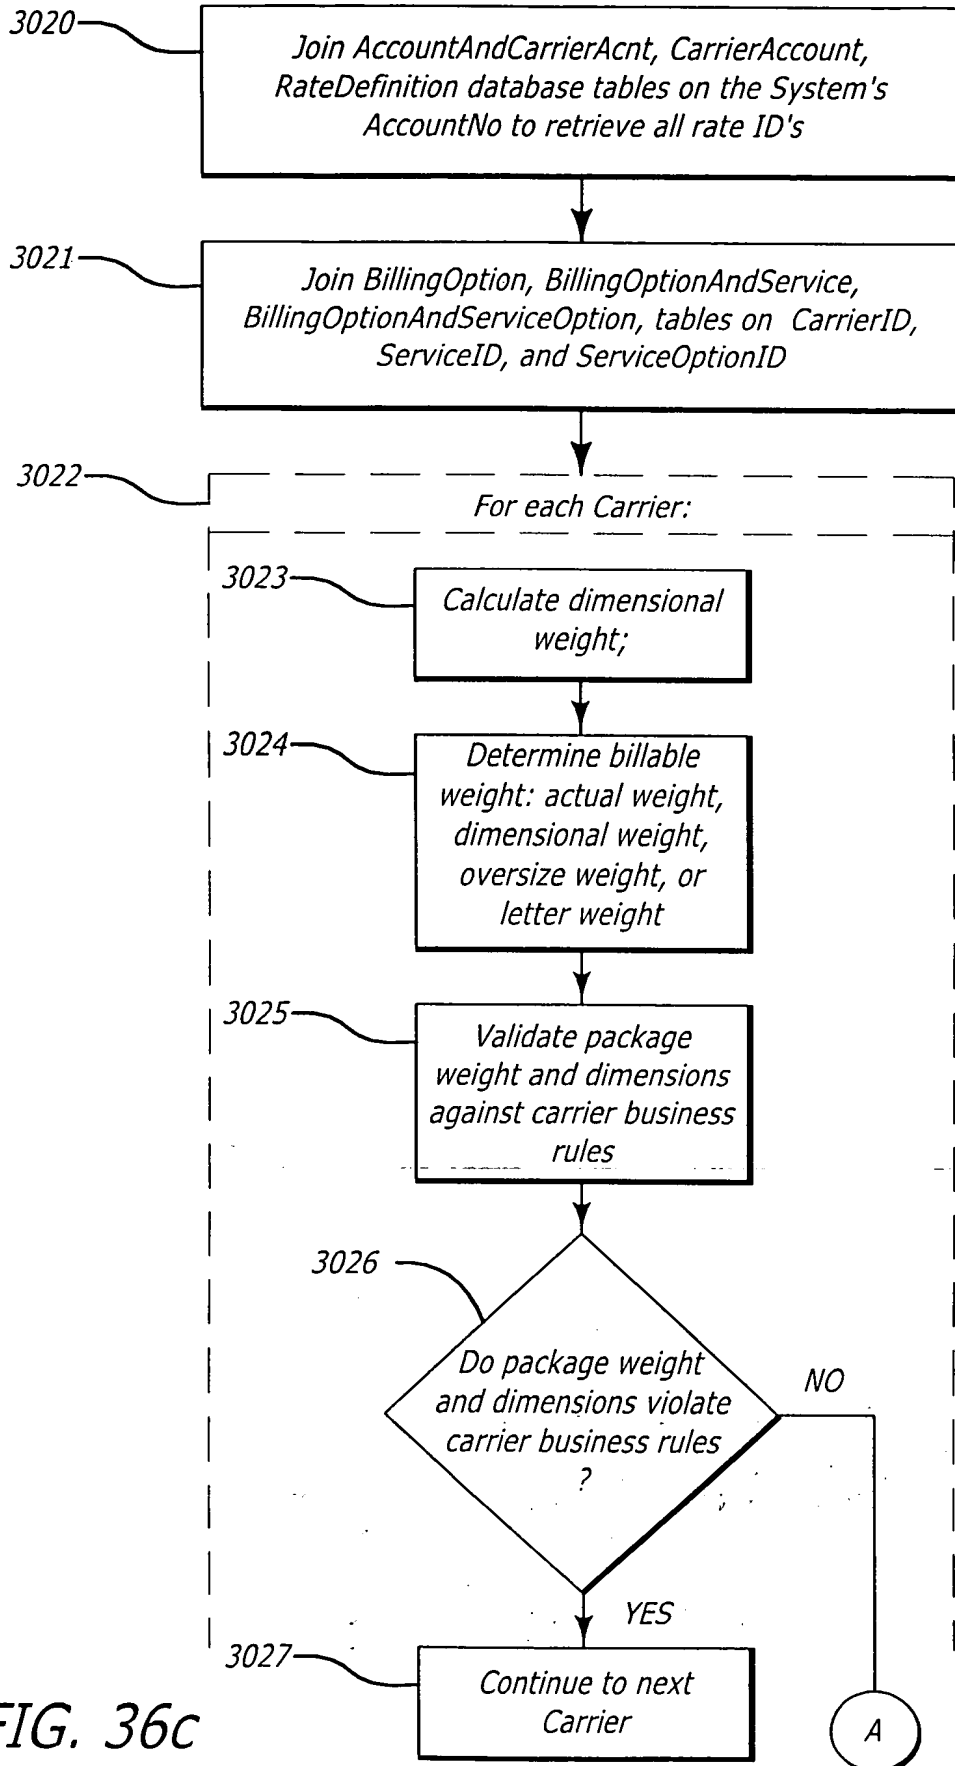 3020
Join AccountAndCarrierAcnt, CarrierAccount,
RateDefinition database tables on the System's
AccountNo to retrieve all rate ID's
3021
Join BillingOption, BillingOptionAndService,
BillingOptionAndServiceOption, tables on CarrierID,
ServiceID, and ServiceOptionID
3022
For each Carrier:
3023
Calculate dimensional
weight;
3024
Determine billable
weight: actual weight,
dimensional weight,
oversize weight, or
letter weight
3025
Validate package
weight and dimensions
against carrier business
rules
3026
Do package weight
and dimensions violate
carrier business rules
?
NO
YES
3027
Continue to next
Carrier
A
FIG. 36c